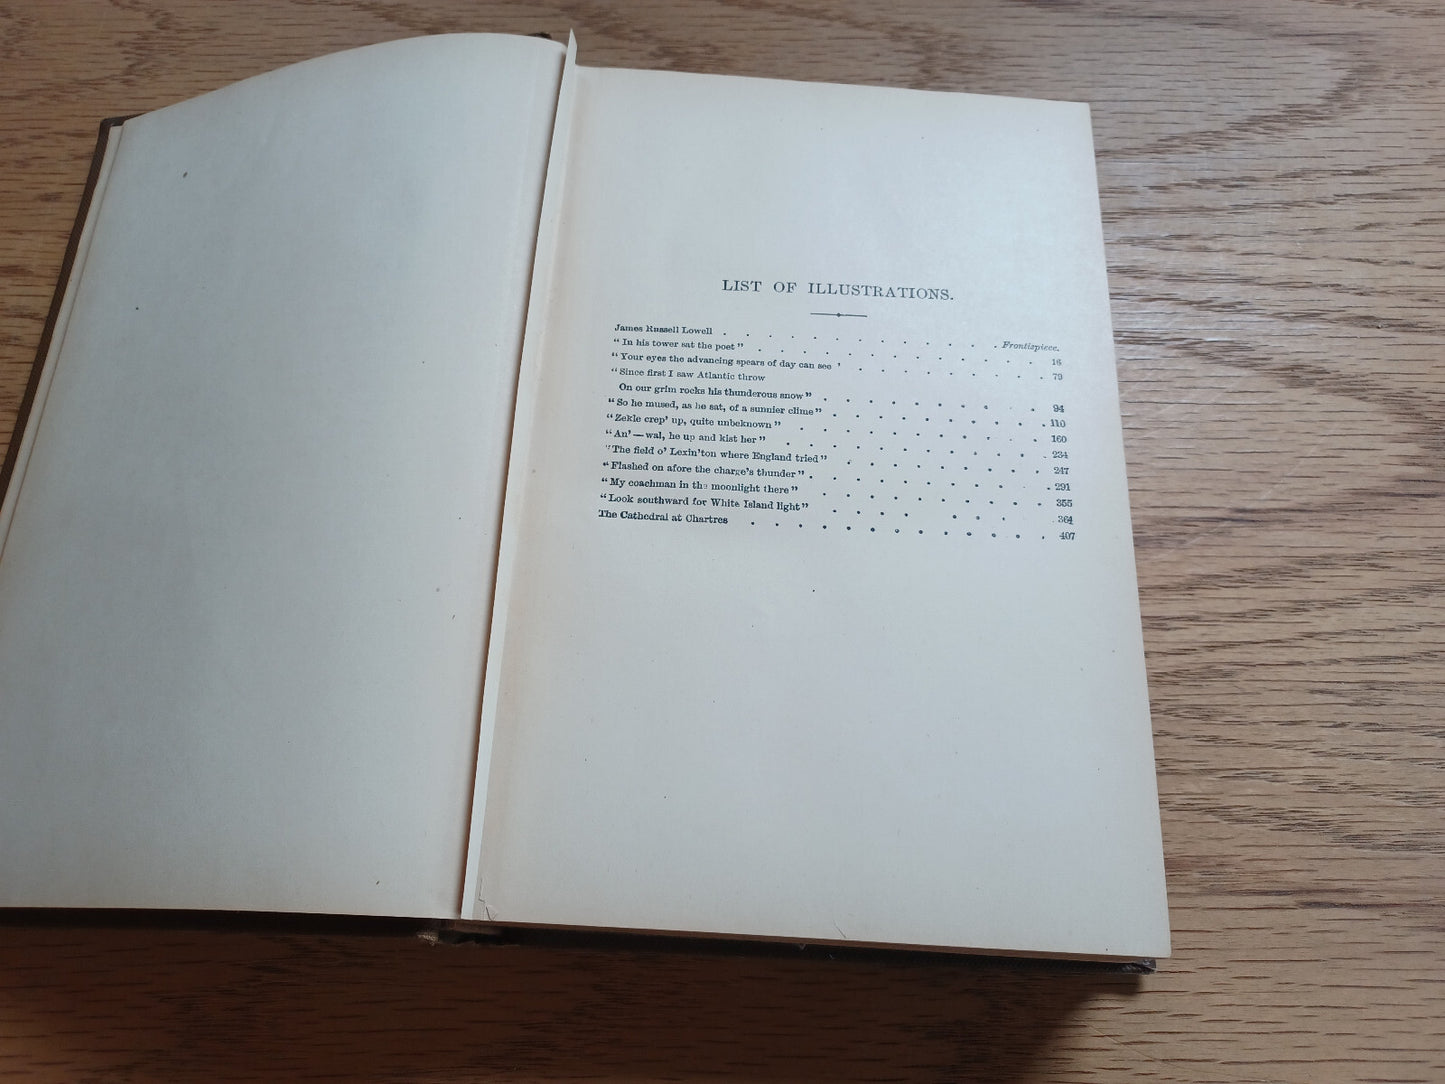 LIST OF ILLUSTRATIONS.
James Russell Lowell . . . . . . . . . . . . Frontispiece.
"In his tower sat the poet" . . . . . . . . . . . . 16
"Your eyes the advancing spears of day can see ' . . . . . . . . 79
"Since first I saw Atlantic throw
On our grim rocks his thunderous snow" . . . . . . . . . 94
"So he mused, as he sat, of a sunnier clime" . . . . . . . . . 110
"Zekle crep' up, quite unbeknown" . . . . . . . . . . 160
"An' — wal, he up and kist her" . . . . . . . . . . . 234
"The field o' Lexin'ton where England tried" . . . . . . . . 247
"Flashed on afore the charge's thunder" . . . . . . . . . . 291
"My coachman in the moonlight there" . . . . . . . . . . 355
"Look southward for White Island light" . . . . . . . . . 364
The Cathedral at Chartres . . . . . . . . . . . . . 407